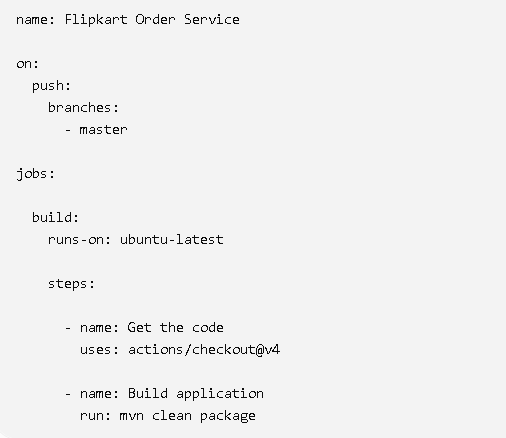 name: Flipkart Order Service
on:
  push:
    branches:
      - master
jobs:
  build:
    runs-on: ubuntu-latest
    steps:
      - name: Get the code
        uses: actions/checkout@v4
      - name: Build application
        run: mvn clean package